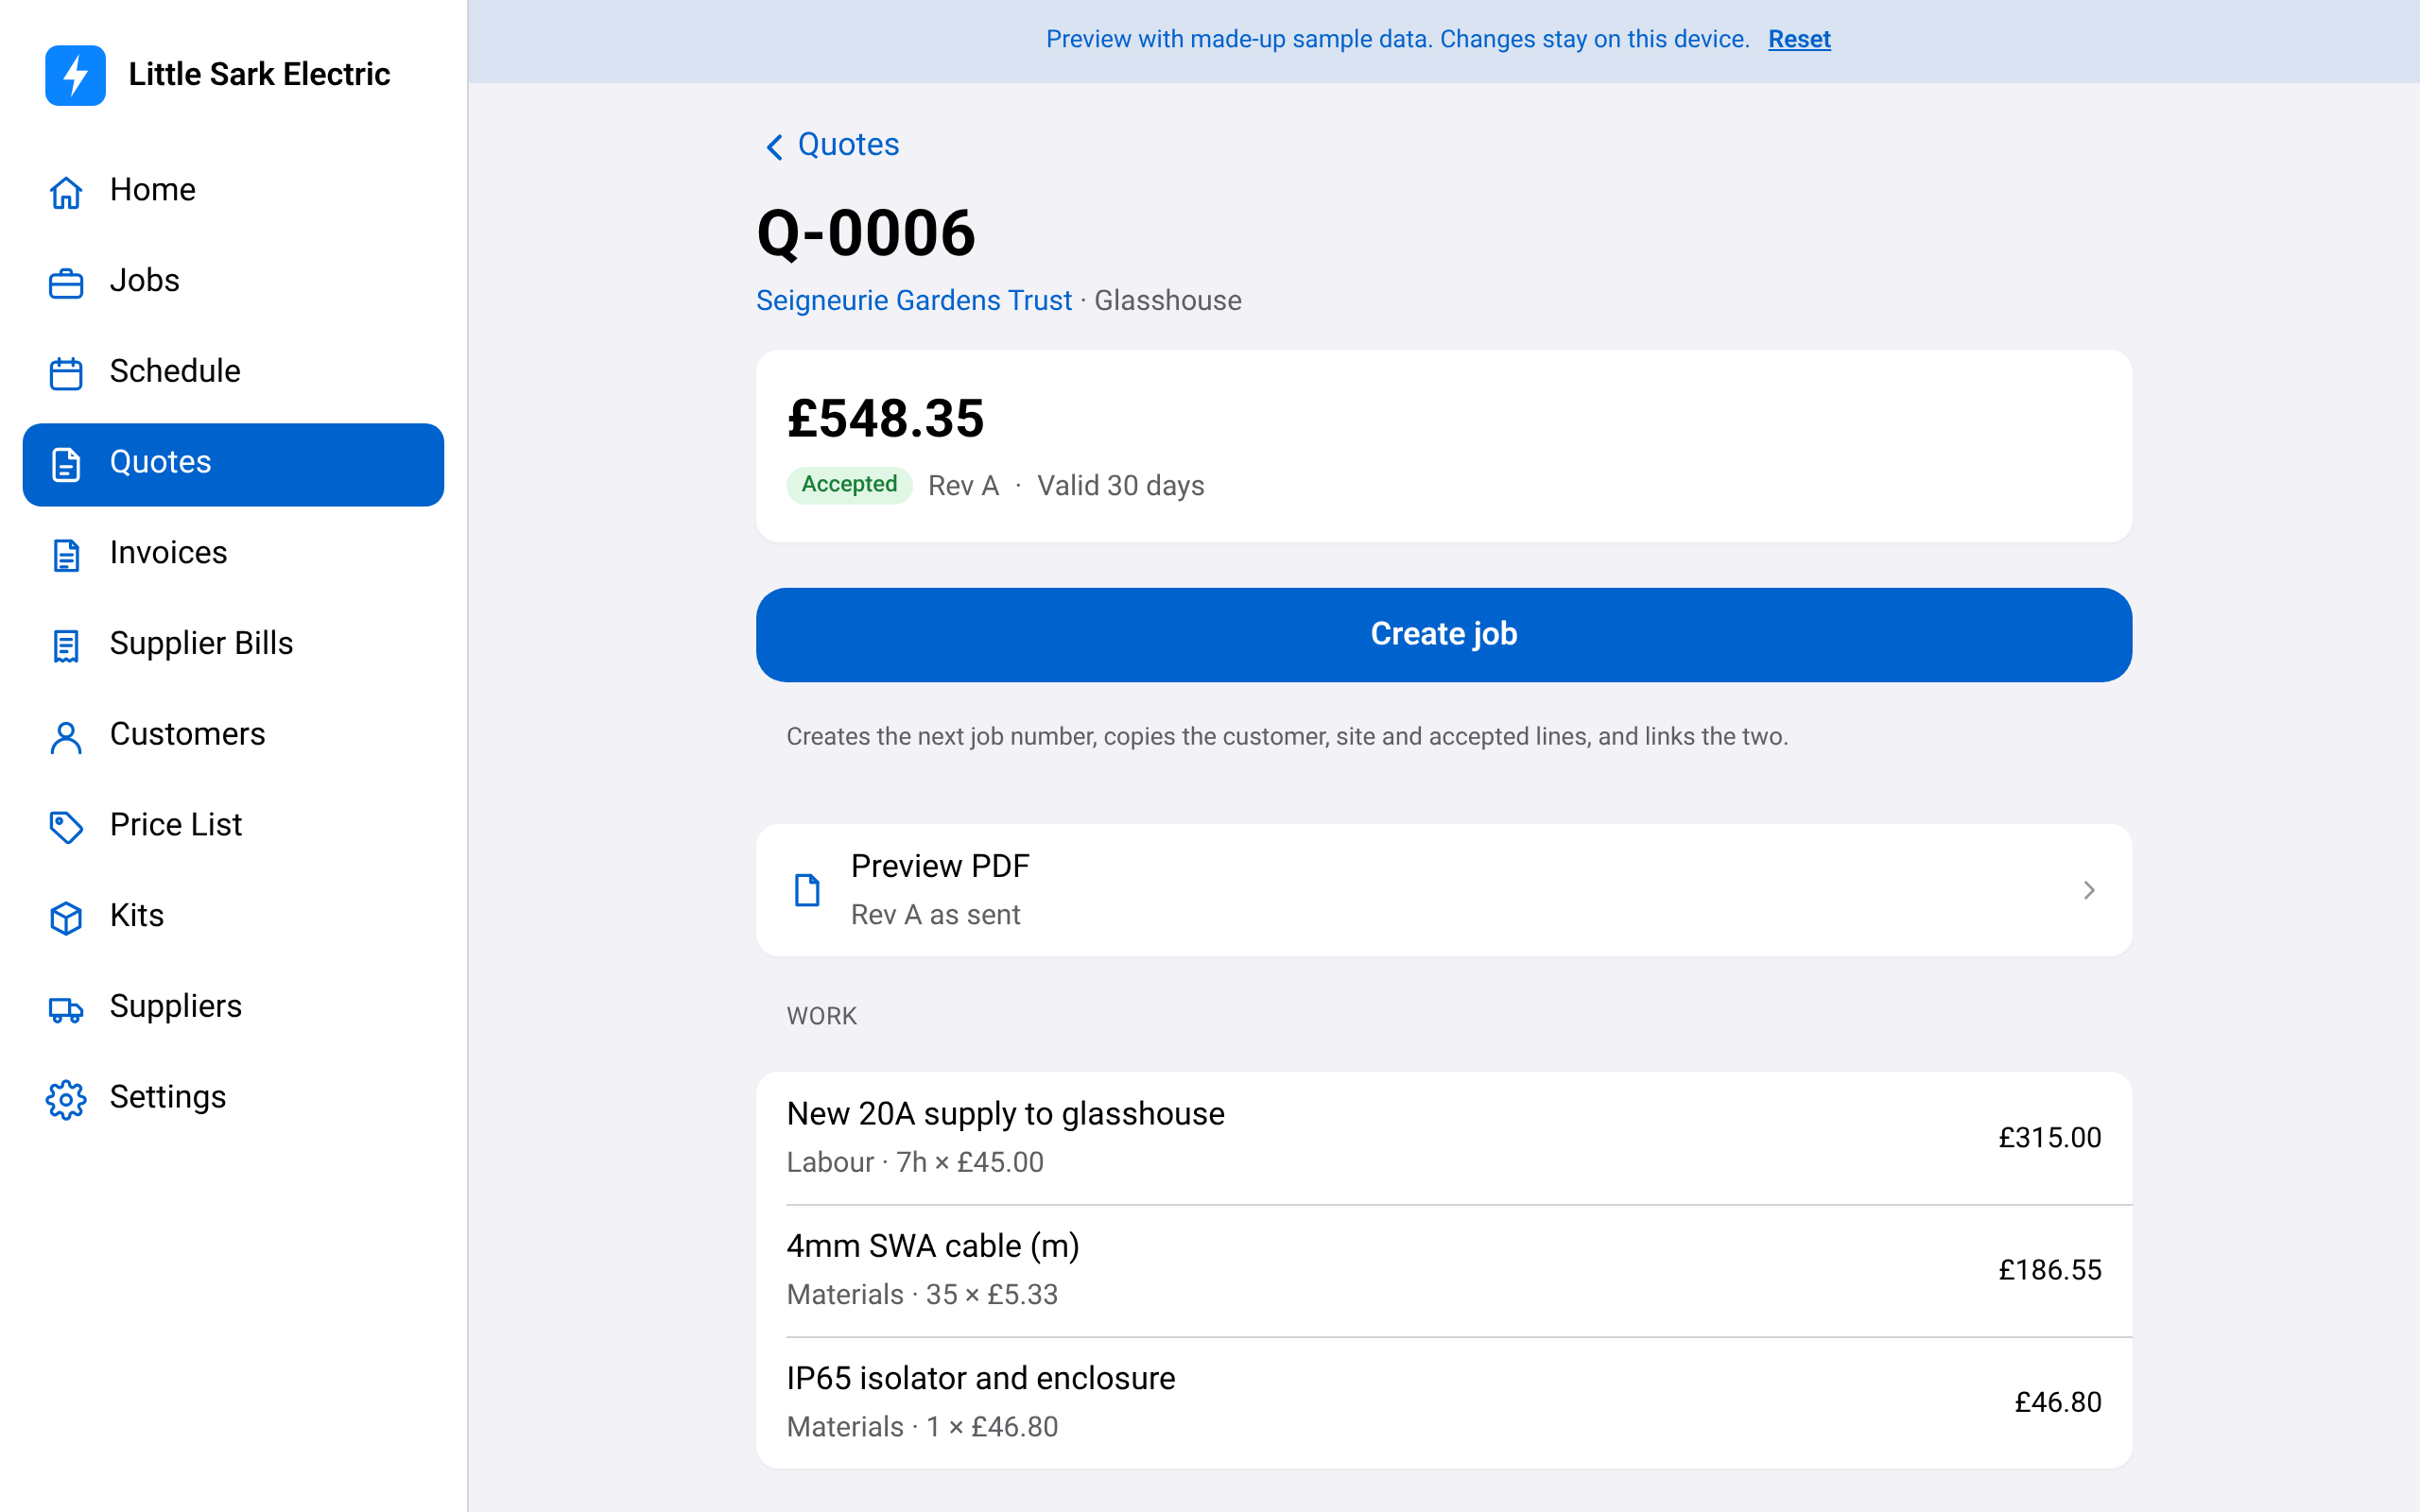 Little Sark Electric
Home
Jobs
Schedule
Quotes
Invoices
Supplier Bills
Customers
Price List
Kits
Suppliers
Settings
Preview with made-up sample data. Changes stay on this device. Reset
Quotes
Q-0006
Seigneurie Gardens Trust · Glasshouse
£548.35
Accepted Rev A · Valid 30 days
Create job
Creates the next job number, copies the customer, site and accepted lines, and links the two.
Preview PDF
Rev A as sent
WORK
New 20A supply to glasshouse
Labour · 7h × £45.00
£315.00
4mm SWA cable (m)
Materials · 35 × £5.33
£186.55
IP65 isolator and enclosure
Materials · 1 × £46.80
£46.80